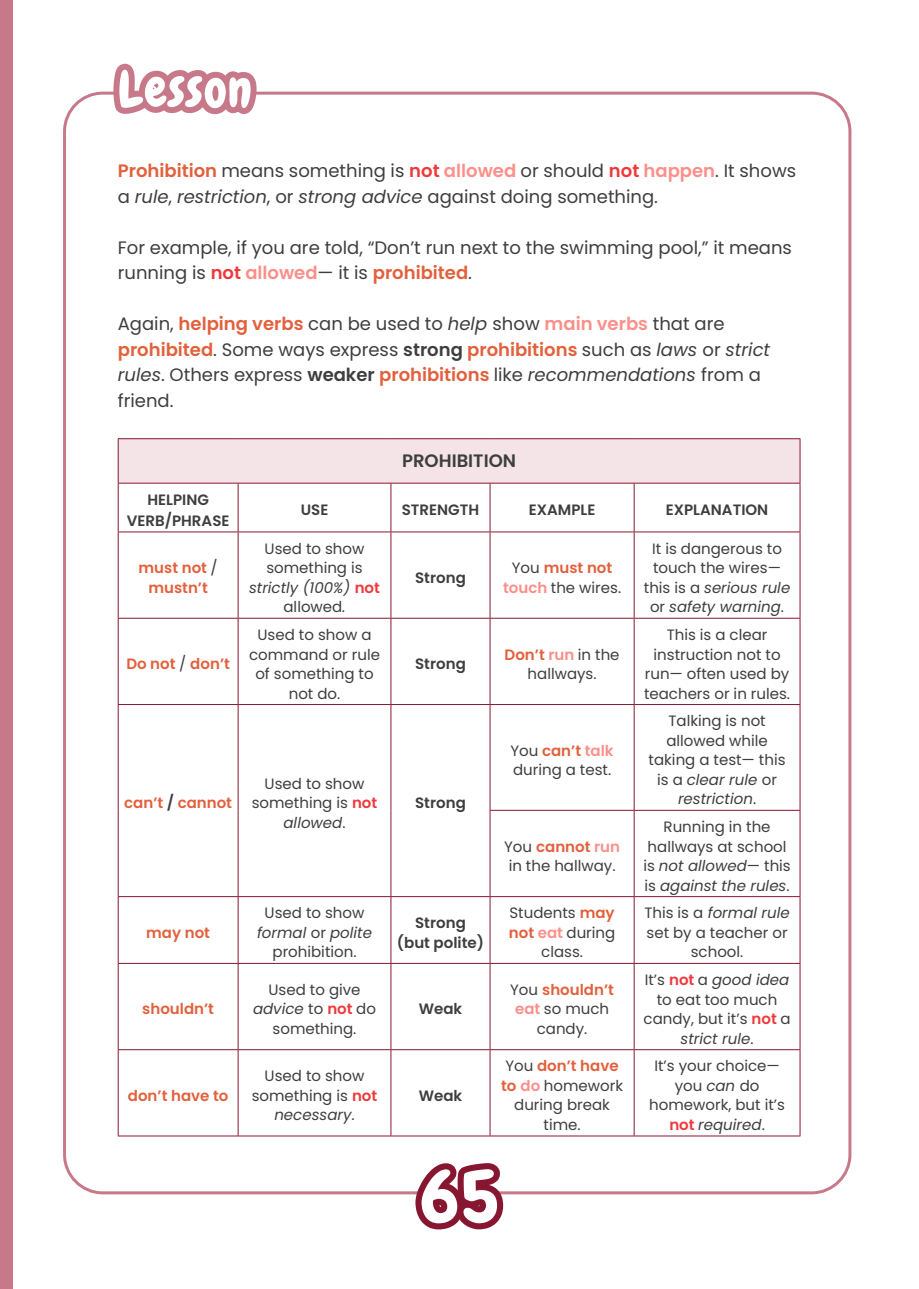 Lesson
Prohibition means something is not allowed or should not happen. It shows
a rule, restriction, or strong advice against doing something.
For example, if you are told, “Don’t run next to the swimming pool,” it means
running is not allowed— it is prohibited.
Again, helping verbs can be used to help show main verbs that are
prohibited. Some ways express strong prohibitions such as laws or strict
rules. Others express weaker prohibitions like recommendations from a
friend.
PROHIBITION
HELPING
VERB/PHRASE
USE
STRENGTH
EXAMPLE
EXPLANATION
must not /
mustn’t
Used to show
something is
strictly (100%) not
allowed.
Strong
You must not
touch the wires.
It is dangerous to
touch the wires—
this is a serious rule
or safety warning.
Do not / don’t
Used to show a
command or rule
of something to
not do.
Strong
Don’t run in the
hallways.
This is a clear
instruction not to
run— often used by
teachers or in rules.
can’t / cannot
Used to show
something is not
allowed.
Strong
You can’t talk
during a test.
Talking is not
allowed while
taking a test— this
is a clear rule or
restriction.
You cannot run
in the hallway.
Running in the
hallways at school
is not allowed— this
is against the rules.
may not
Used to show
formal or polite
prohibition.
Strong
(but polite)
Students may
not eat during
class.
This is a formal rule
set by a teacher or
school.
shouldn’t
Used to give
advice to not do
something.
Weak
You shouldn’t
eat so much
candy.
It’s not a good idea
to eat too much
candy, but it’s not a
strict rule.
don’t have to
Used to show
something is not
necessary.
Weak
You don’t have
to do homework
during break
time.
It’s your choice—
you can do
homework, but it’s
not required.
65